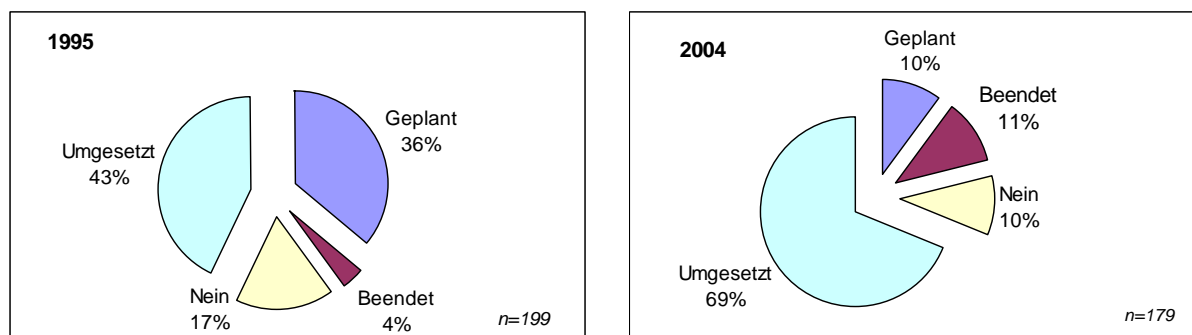 1995
Geplant
36%
Umgesetzt
43%
Nein
17%
Beendet
4%
n=199
2004
Geplant
10%
Beendet
11%
Nein
10%
Umgesetzt
69%
n=179